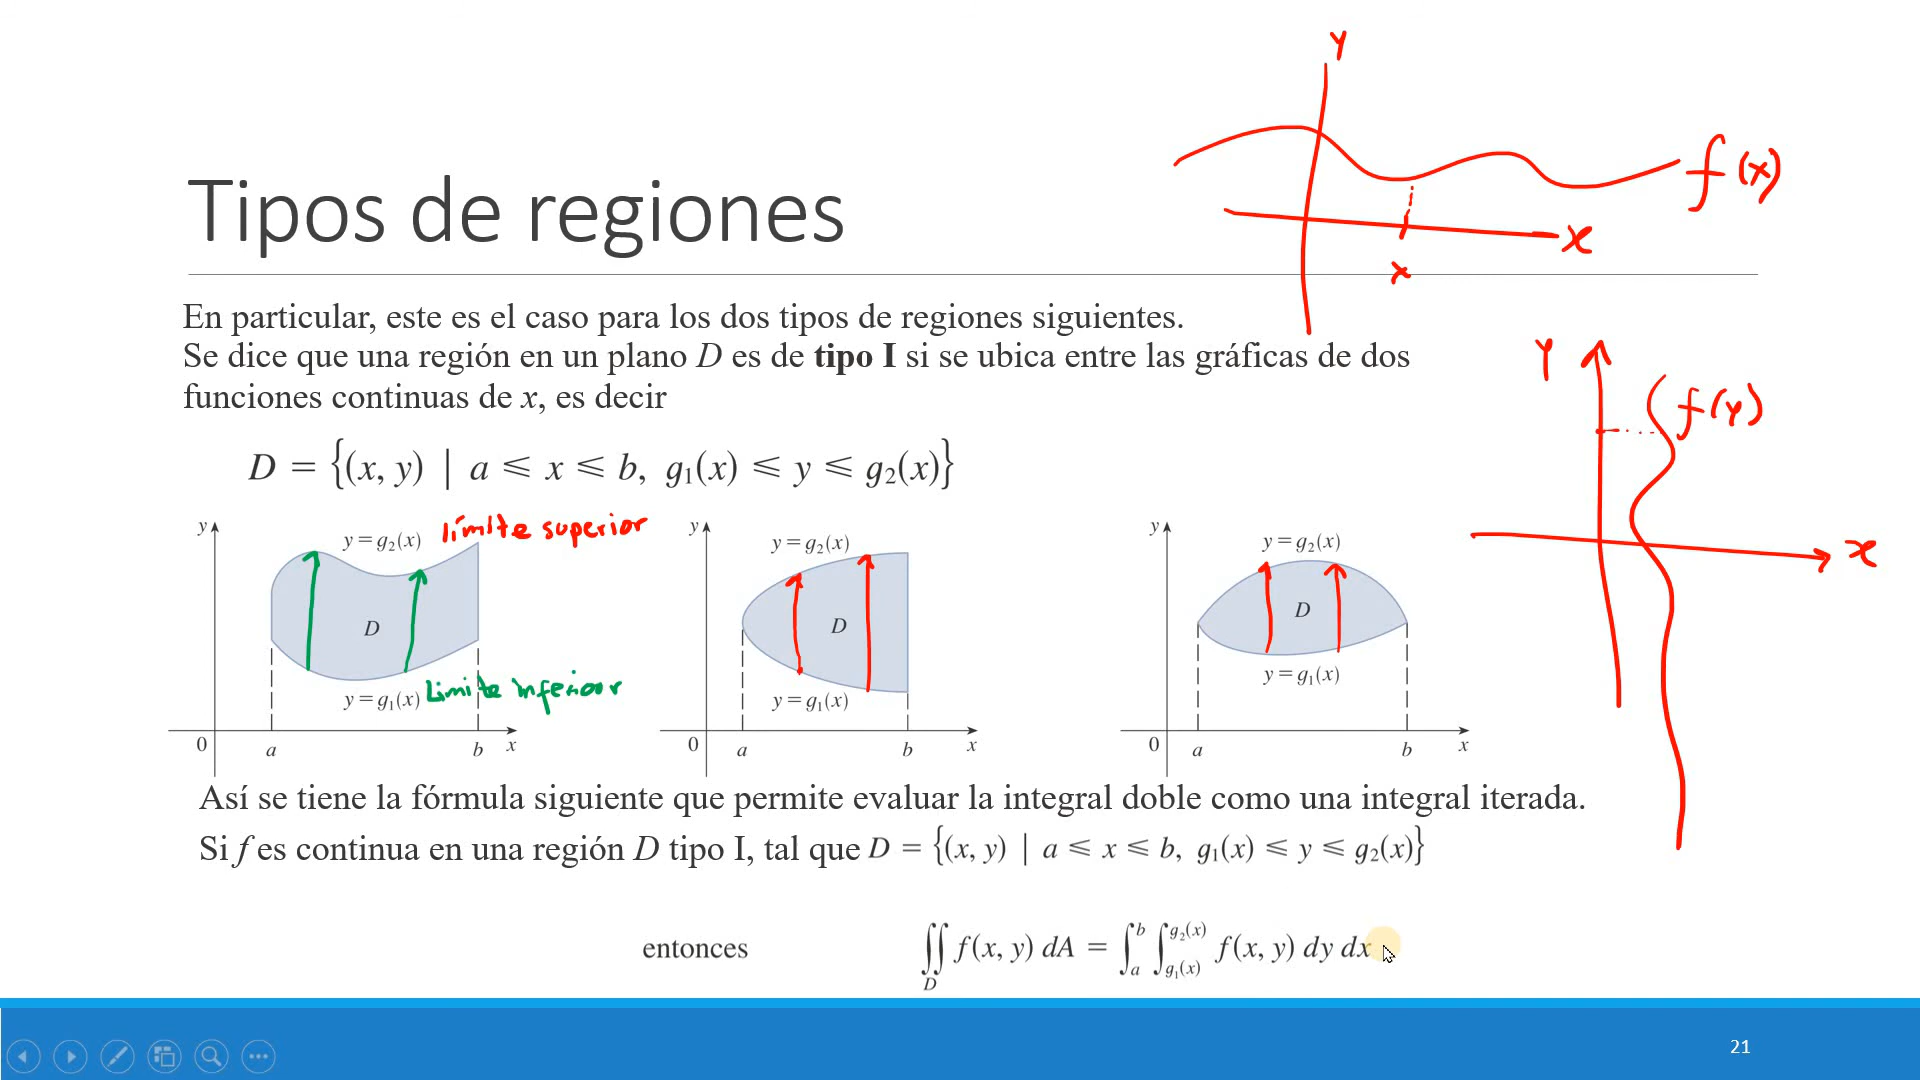 Y
f(x)
x
x
Tipos de regiones
En particular, este es el caso para los dos tipos de regiones siguientes.
Se dice que una región en un plano D es de tipo I si se ubica entre las gráficas de dos
funciones continuas de x, es decir
Y
f(y)
x
D = {(x, y) | a ⩽ x ⩽ b, g₁(x) ⩽ y ⩽ g₂(x)}
y
y = g₂(x)
límite superior
D
y = g₁(x)
Limite inferior
0 a b x
y
y = g₂(x)
D
y = g₁(x)
0 a b x
y
y = g₂(x)
D
y = g₁(x)
0 a b x
Así se tiene la fórmula siguiente que permite evaluar la integral doble como una integral iterada.
Si f es continua en una región D tipo I, tal que D = {(x, y) | a ⩽ x ⩽ b, g₁(x) ⩽ y ⩽ g₂(x)}
entonces ∬_D f(x, y) dA = ∫_a^b ∫_{g₁(x)}^{g₂(x)} f(x, y) dy dx
21